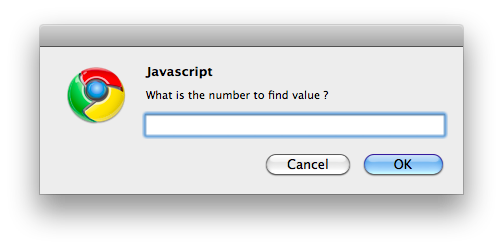 Javascript
What is the number to find value ?
Cancel
OK